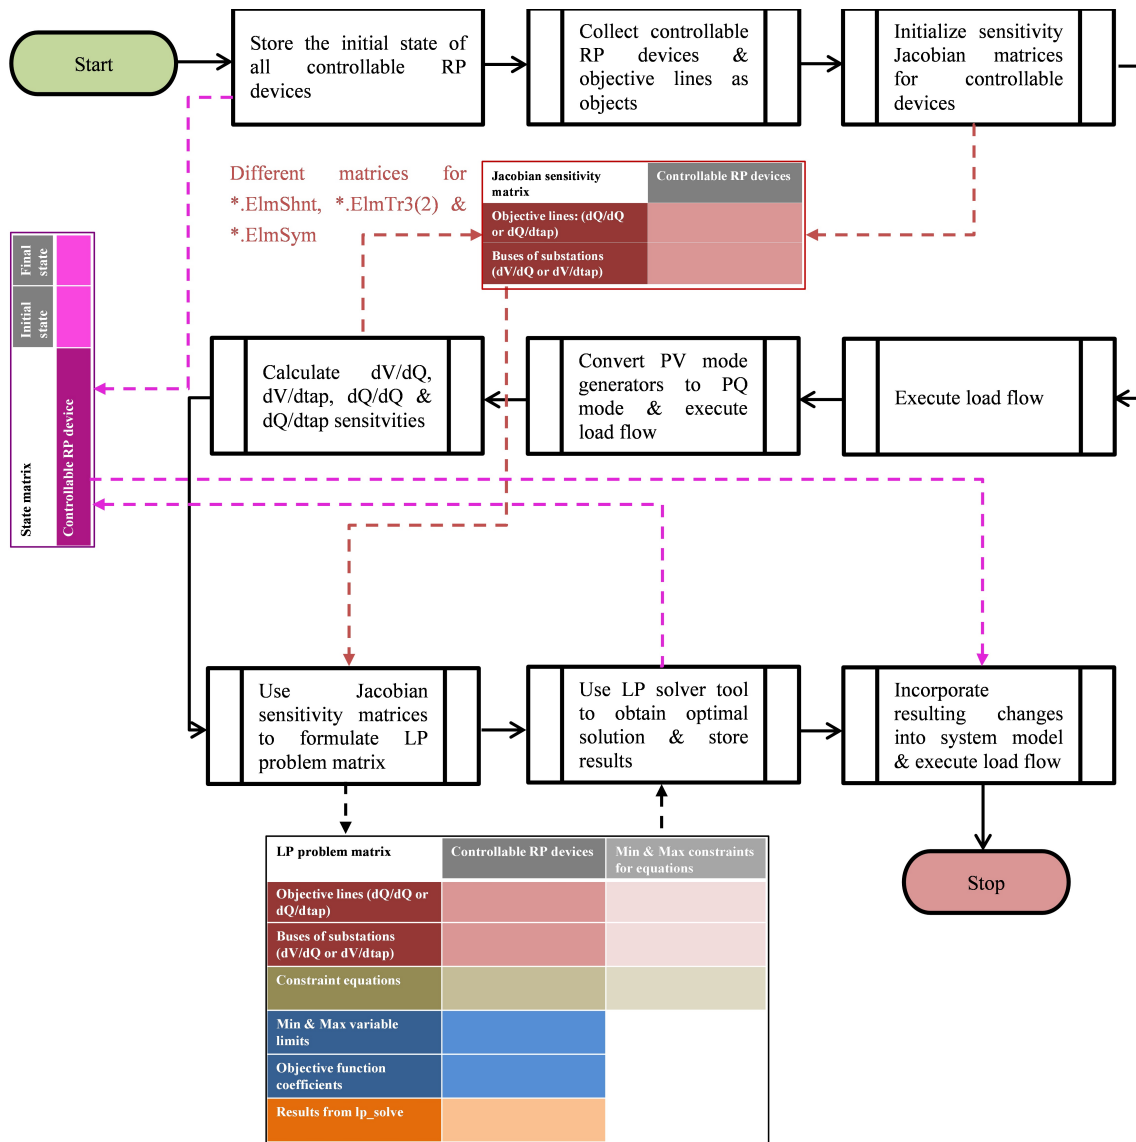 Start
Store the initial state of
all controllable RP
devices
Collect controllable
RP devices &
objective lines as
objects
Initialize sensitivity
Jacobian matrices
for controllable
devices
Different matrices for
*.ElmShnt, *.ElmTr3(2) &
*.ElmSym
Jacobian sensitivity
matrix
Controllable RP devices
Objective lines: (dQ/dQ
or dQ/dtap)
Buses of substations
(dV/dQ or dV/dtap)
State matrix
Initial
state
Final
state
Controllable RP device
Calculate dV/dQ,
dV/dtap, dQ/dQ &
dQ/dtap sensitvities
Convert PV mode
generators to PQ
mode & execute
load flow
Execute load flow
Use Jacobian
sensitivity matrices
to formulate LP
problem matrix
Use LP solver tool
to obtain optimal
solution & store
results
Incorporate
resulting changes
into system model
& execute load flow
Stop
LP problem matrix
Controllable RP devices
Min & Max constraints
for equations
Objective lines (dQ/dQ or
dQ/dtap)
Buses of substations
(dV/dQ or dV/dtap)
Constraint equations
Min & Max variable
limits
Objective function
coefficients
Results from lp_solve